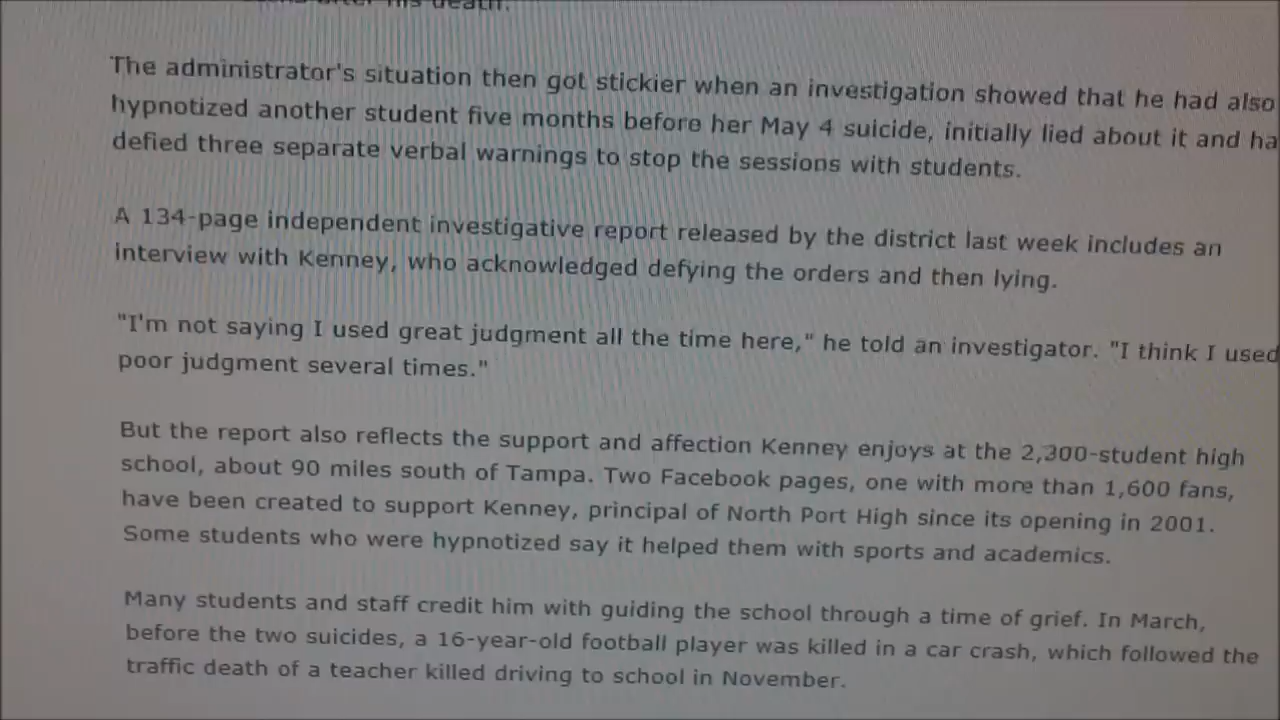 after his death.
The administrator's situation then got stickier when an investigation showed that he had also
hypnotized another student five months before her May 4 suicide, initially lied about it and ha
defied three separate verbal warnings to stop the sessions with students.
A 134-page independent investigative report released by the district last week includes an
interview with Kenney, who acknowledged defying the orders and then lying.
"I'm not saying I used great judgment all the time here," he told an investigator. "I think I used
poor judgment several times."
But the report also reflects the support and affection Kenney enjoys at the 2,300-student high
school, about 90 miles south of Tampa. Two Facebook pages, one with more than 1,600 fans,
have been created to support Kenney, principal of North Port High since its opening in 2001.
Some students who were hypnotized say it helped them with sports and academics.
Many students and staff credit him with guiding the school through a time of grief. In March,
before the two suicides, a 16-year-old football player was killed in a car crash, which followed the
traffic death of a teacher killed driving to school in November.